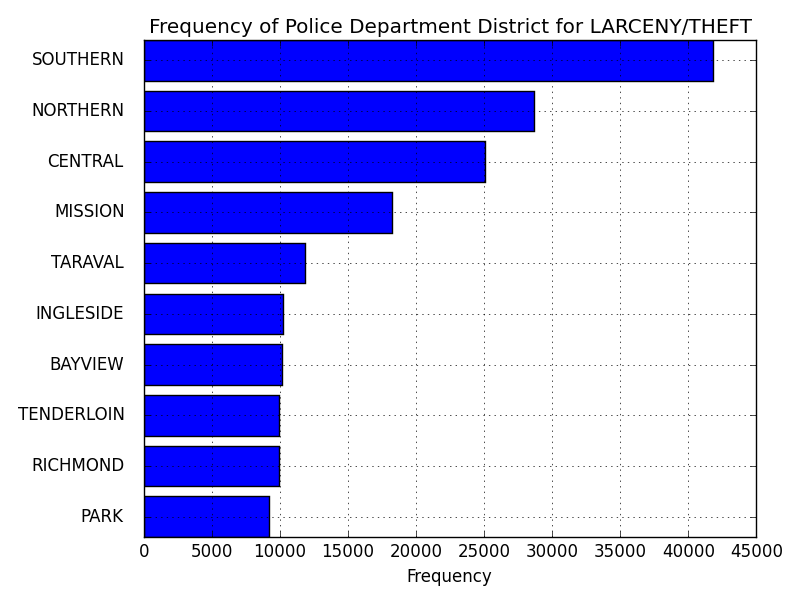 Frequency of Police Department District for LARCENY/THEFT
SOUTHERN
NORTHERN
CENTRAL
MISSION
TARAVAL
INGLESIDE
BAYVIEW
TENDERLOIN
RICHMOND
PARK
0 5000 10000 15000 20000 25000 30000 35000 40000 45000
Frequency